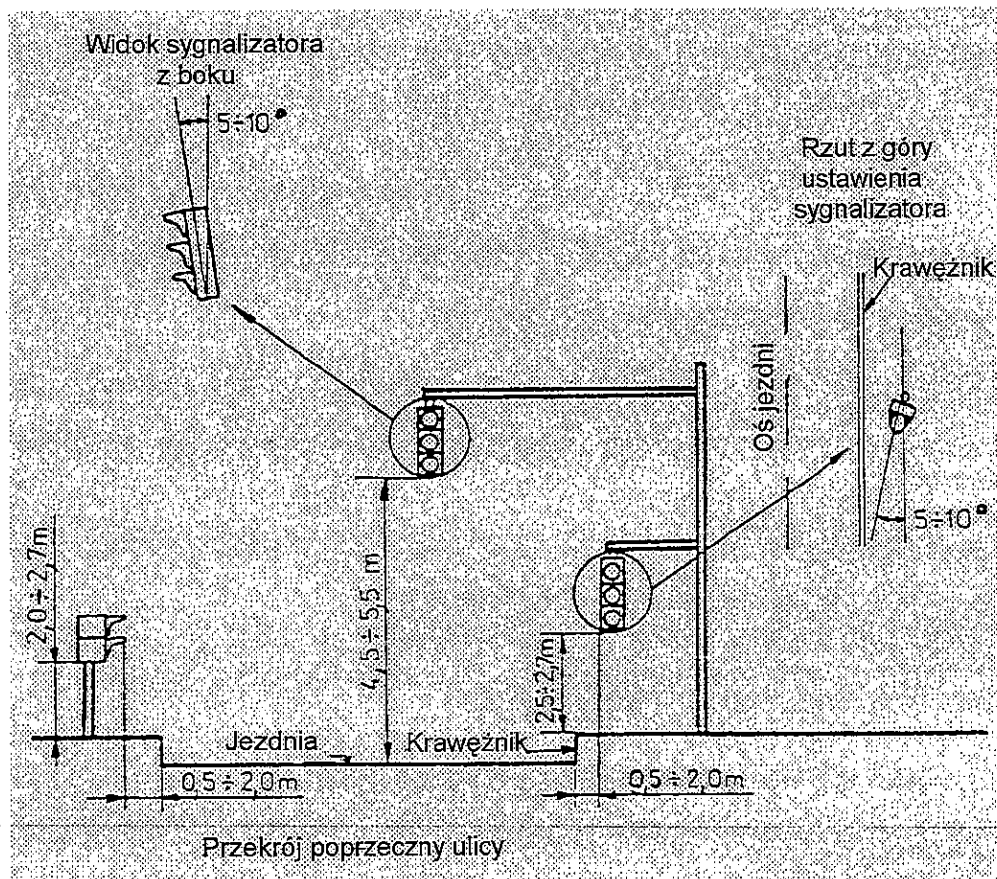 Widok sygnalizatora
z boku
5÷10°
Rzut z góry
ustawienia
sygnalizatora
Krawężnik
Oś jezdni
5÷10°
2,0÷2,7m
4,5÷5,5 m
2,5÷2,7m
Jezdnia
Krawężnik
0,5÷2,0m
0,5÷2,0m
Przekrój poprzeczny ulicy